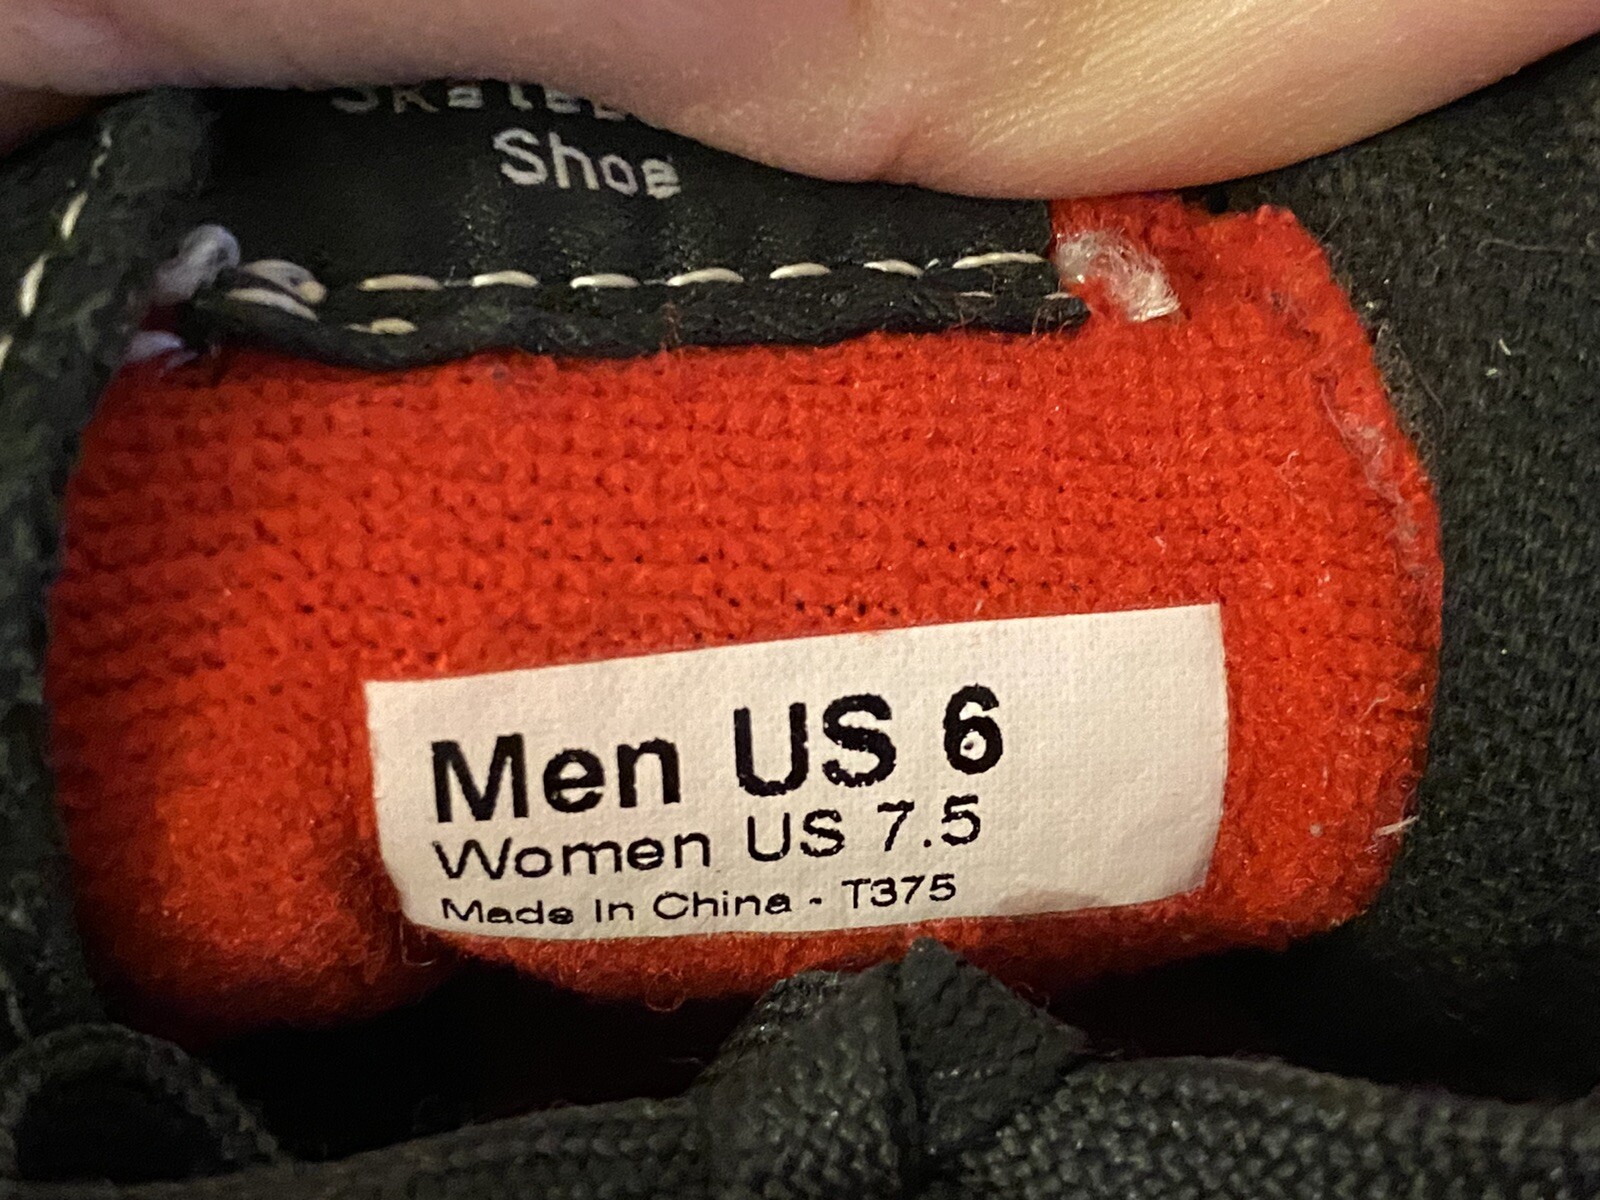 Shoe
Men US 6
Women US 7.5
Made In China - T375